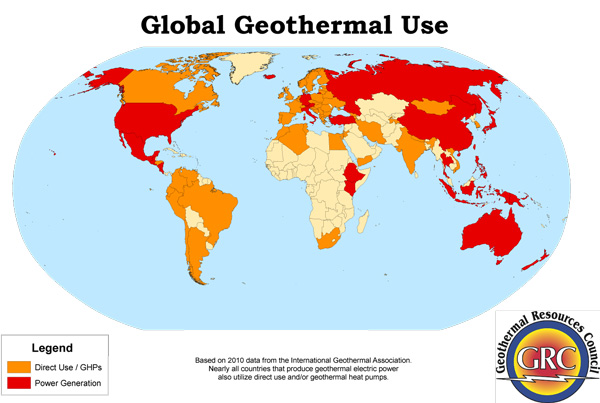 Global Geothermal Use
Legend
Direct Use / GHPs
Power Generation
Based on 2010 data from the International Geothermal Association.
Nearly all countries that produce geothermal electric power
also utilize direct use and/or geothermal heat pumps.
Geothermal Resources Council
GRC